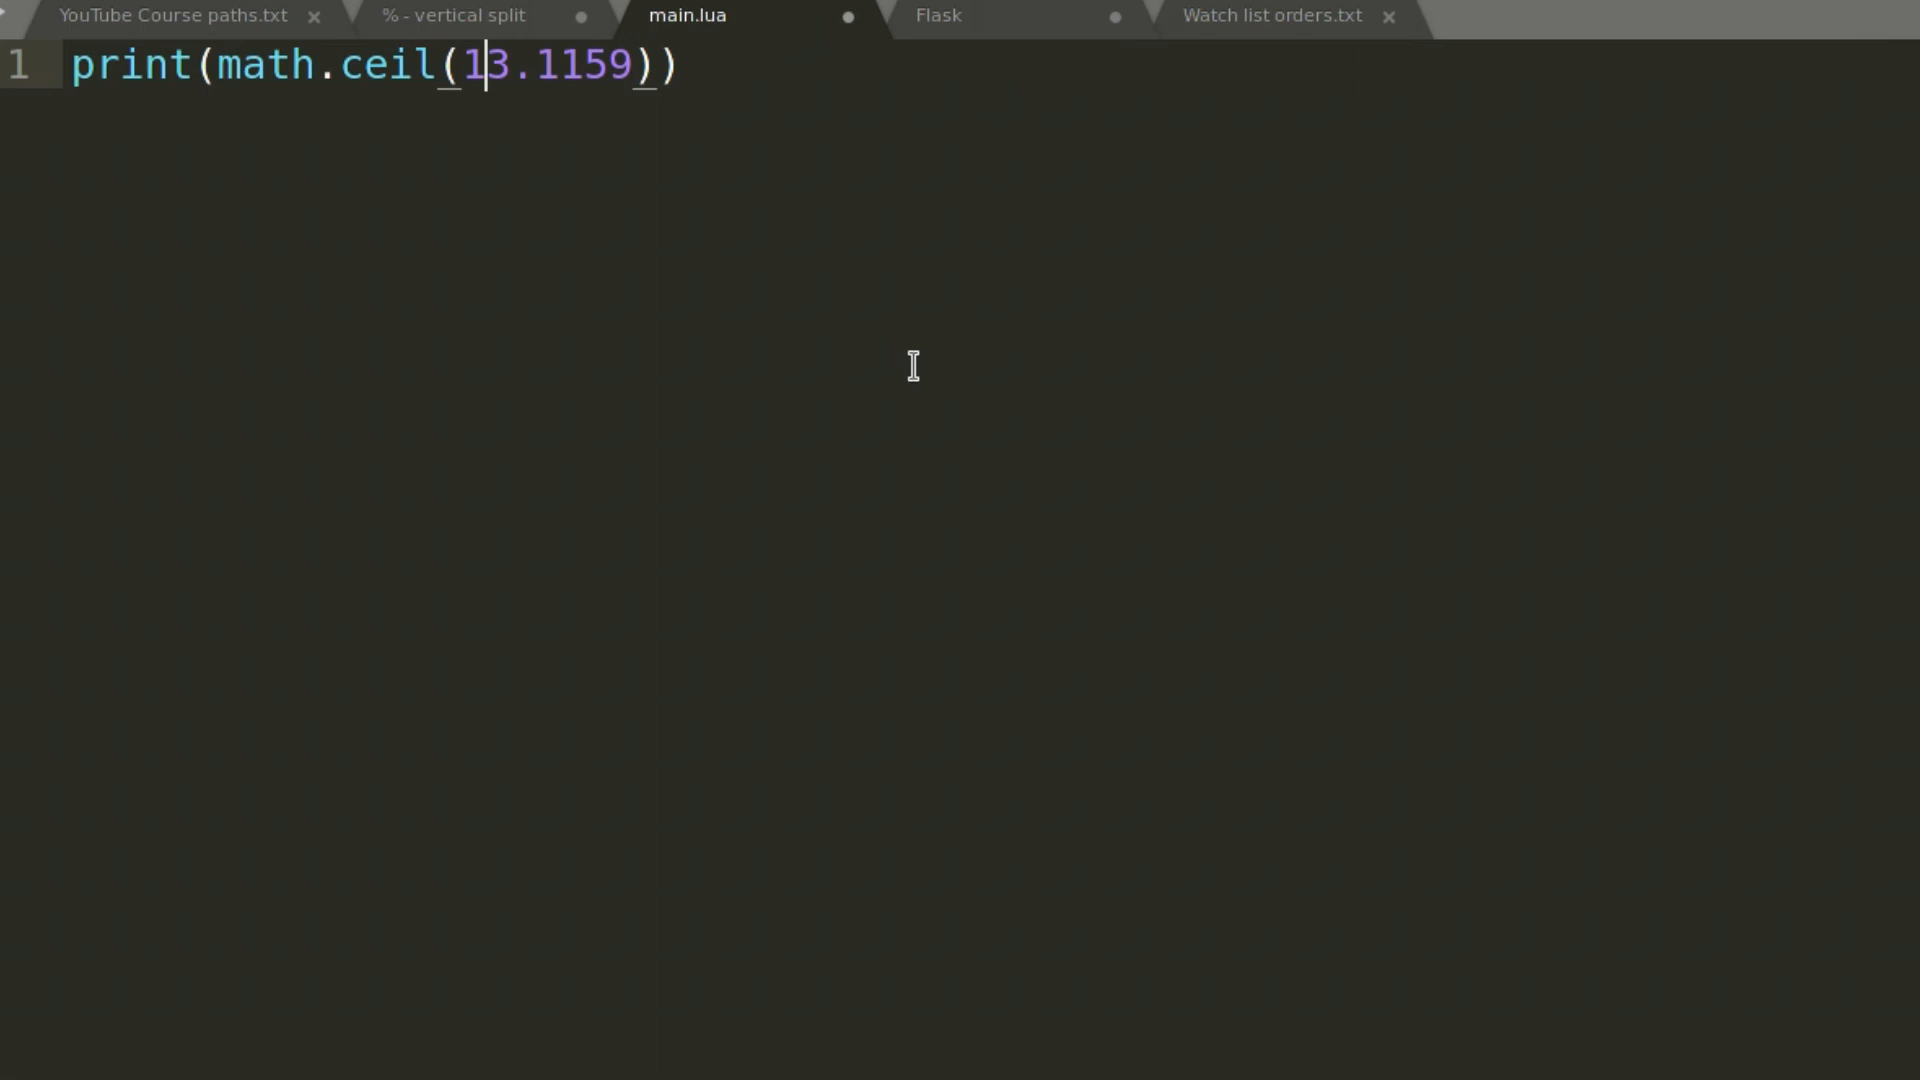 YouTube Course paths.txt × % - vertical split main.lua Flask Watch list orders.txt ×
1 print(math.ceil(13.1159))